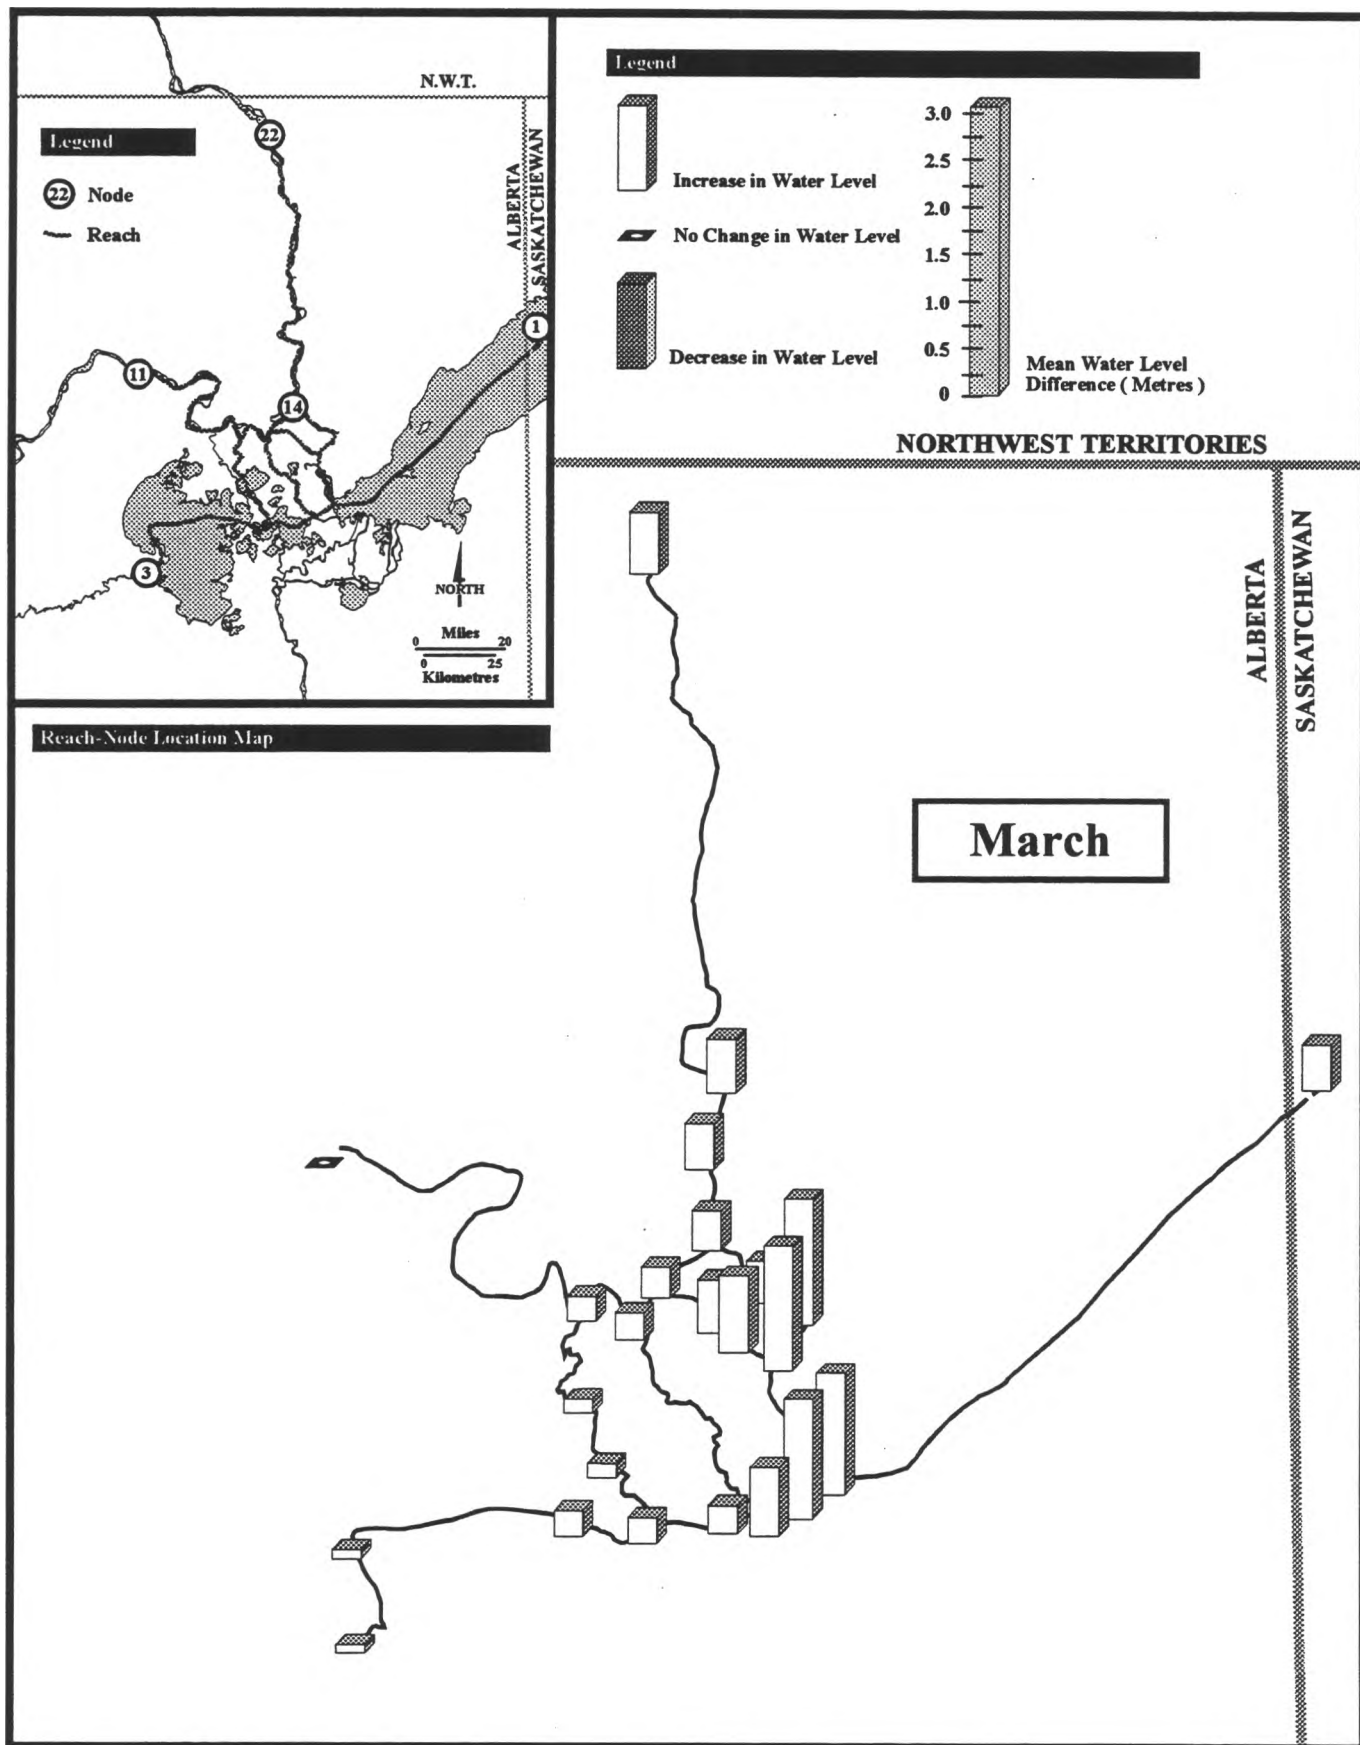 N.W.T.
Legend
22
22 Node
Reach
ALBERTA
SASKATCHEWAN
1
11
14
3
NORTH
Miles
0 20
0 25
Kilometres
Reach-Node Location Map
Legend
Increase in Water Level
No Change in Water Level
Decrease in Water Level
3.0
2.5
2.0
1.5
1.0
0.5
0
Mean Water Level
Difference ( Metres )
NORTHWEST TERRITORIES
ALBERTA
SASKATCHEWAN
March